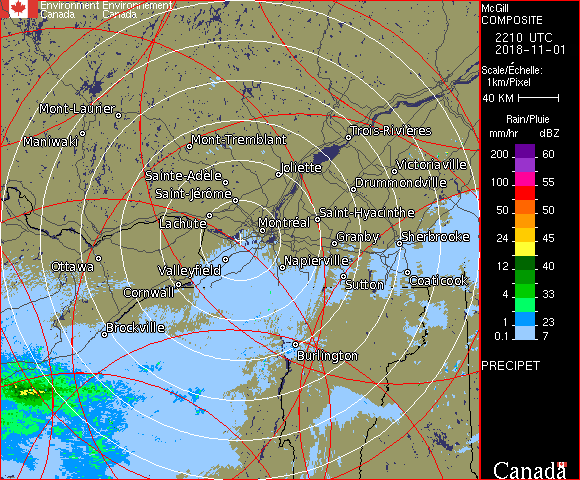 Environment Environnement
Canada Canada
Mont-Laurier
Maniwaki
Mont-Tremblant
Trois-Rivières
Sainte-Adèle
Joliette
Victoriaville
Saint-Jérôme
Drummondville
Lachute
Montréal
Saint-Hyacinthe
Granby
Sherbrooke
Ottawa
Valleyfield
Napierville
Cornwall
Sutton
Coaticook
Brockville
Burlington
McGill
COMPOSITE
2210 UTC
2018-11-01
Scale/Échelle:
1km/Pixel
40 KM
Rain/Pluie
mm/hr dBZ
200 60
55
100 55
50 50
24 45
12 40
4 33
1 23
0.1 7
PRECIPET
Canada